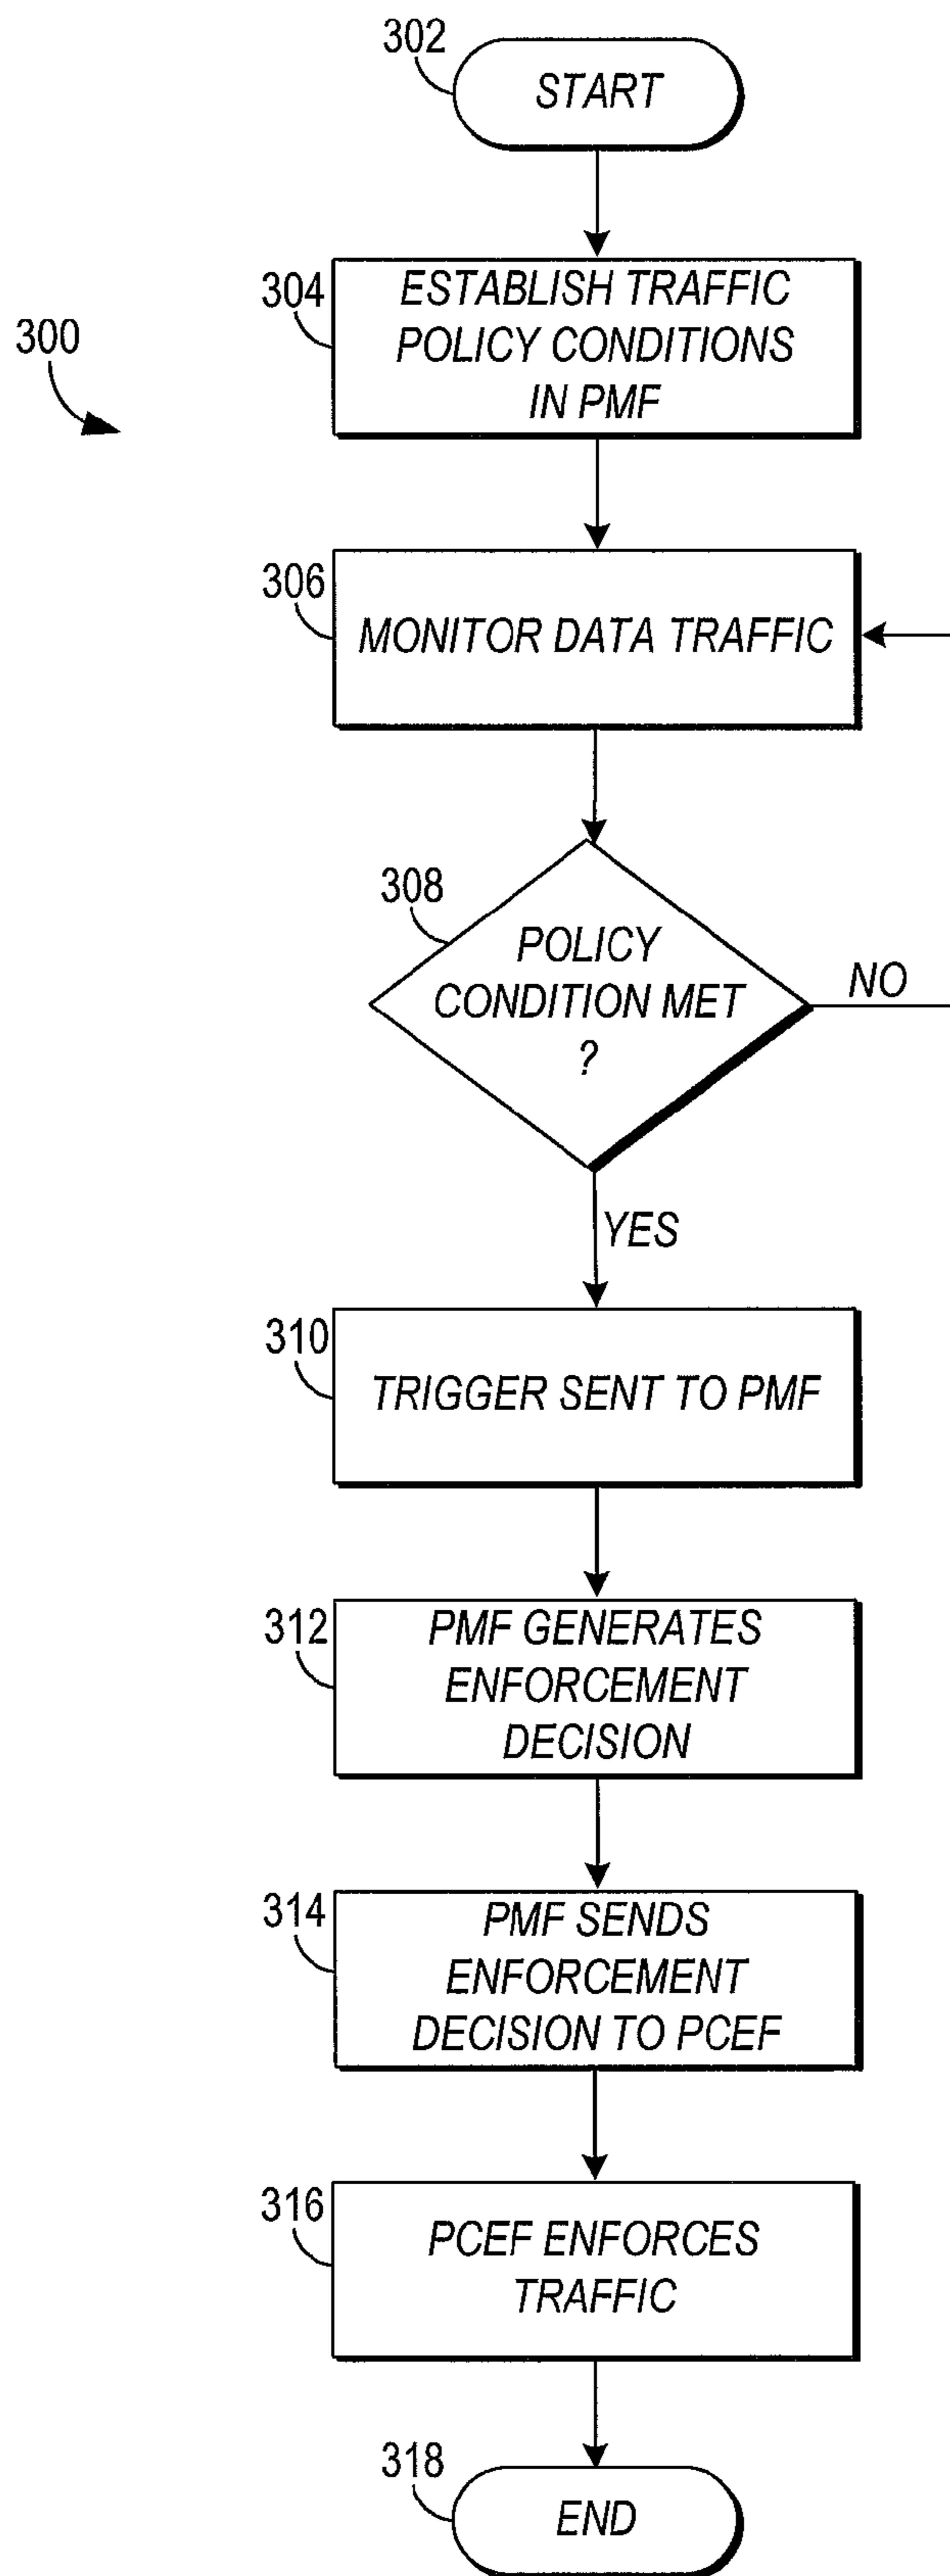 302
START
304
ESTABLISH TRAFFIC
POLICY CONDITIONS
IN PMF
300
306
MONITOR DATA TRAFFIC
308
POLICY
CONDITION MET
?
NO
YES
310
TRIGGER SENT TO PMF
312
PMF GENERATES
ENFORCEMENT
DECISION
314
PMF SENDS
ENFORCEMENT
DECISION TO PCEF
316
PCEF ENFORCES
TRAFFIC
318
END